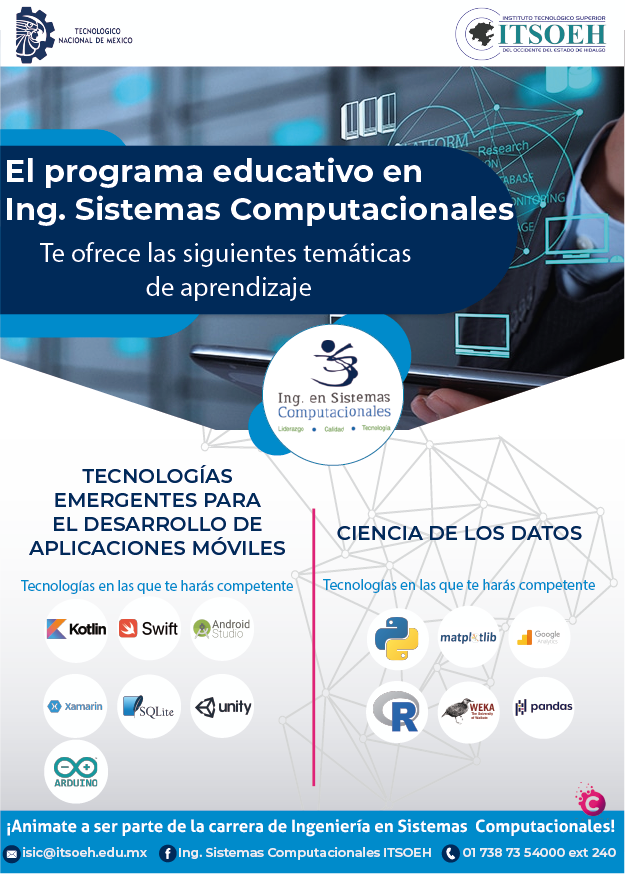 TECNOLÓGICO
NACIONAL DE MÉXICO
INSTITUTO TECNOLÓGICO SUPERIOR
ITSOEH
DEL OCCIDENTE DEL ESTADO DE HIDALGO
Research
MONITORING
El programa educativo en
Ing. Sistemas Computacionales
Te ofrece las siguientes temáticas
de aprendizaje
Ing. en Sistemas
Computacionales
Liderazgo • Calidad • Tecnología
TECNOLOGÍAS
EMERGENTES PARA
EL DESARROLLO DE
APLICACIONES MÓVILES
Tecnologías en las que te harás competente
Kotlin
Swift
Android
Studio
Xamarin
SQLite
unity
ARDUINO
CIENCIA DE LOS DATOS
Tecnologías en las que te harás competente
matplotlib
Google
Analytics
R
WEKA
The University
of Waikato
pandas
C
¡Animate a ser parte de la carrera de Ingeniería en Sistemas Computacionales!
isic@itsoeh.edu.mx
Ing. Sistemas Computacionales ITSOEH
01 738 73 54000 ext 240